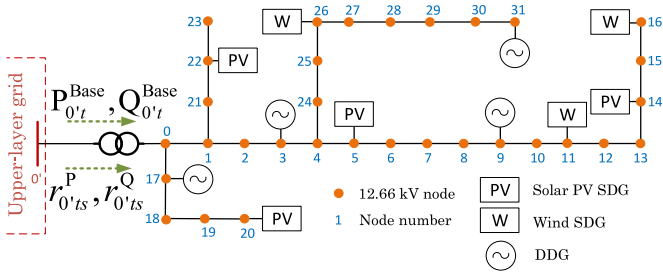 23
22
PV
21
Upper-layer grid
0'
P^Base_0't, Q^Base_0't
r^P_0'ts, r^Q_0'ts
W
26
27
28
29
30
31
25
24
PV
W
PV
W
16
15
14
0
1
2
3
4
5
6
7
8
9
10
11
12
13
17
18
19
20
PV
12.66 kV node
1 Node number
PV Solar PV SDG
W Wind SDG
DDG